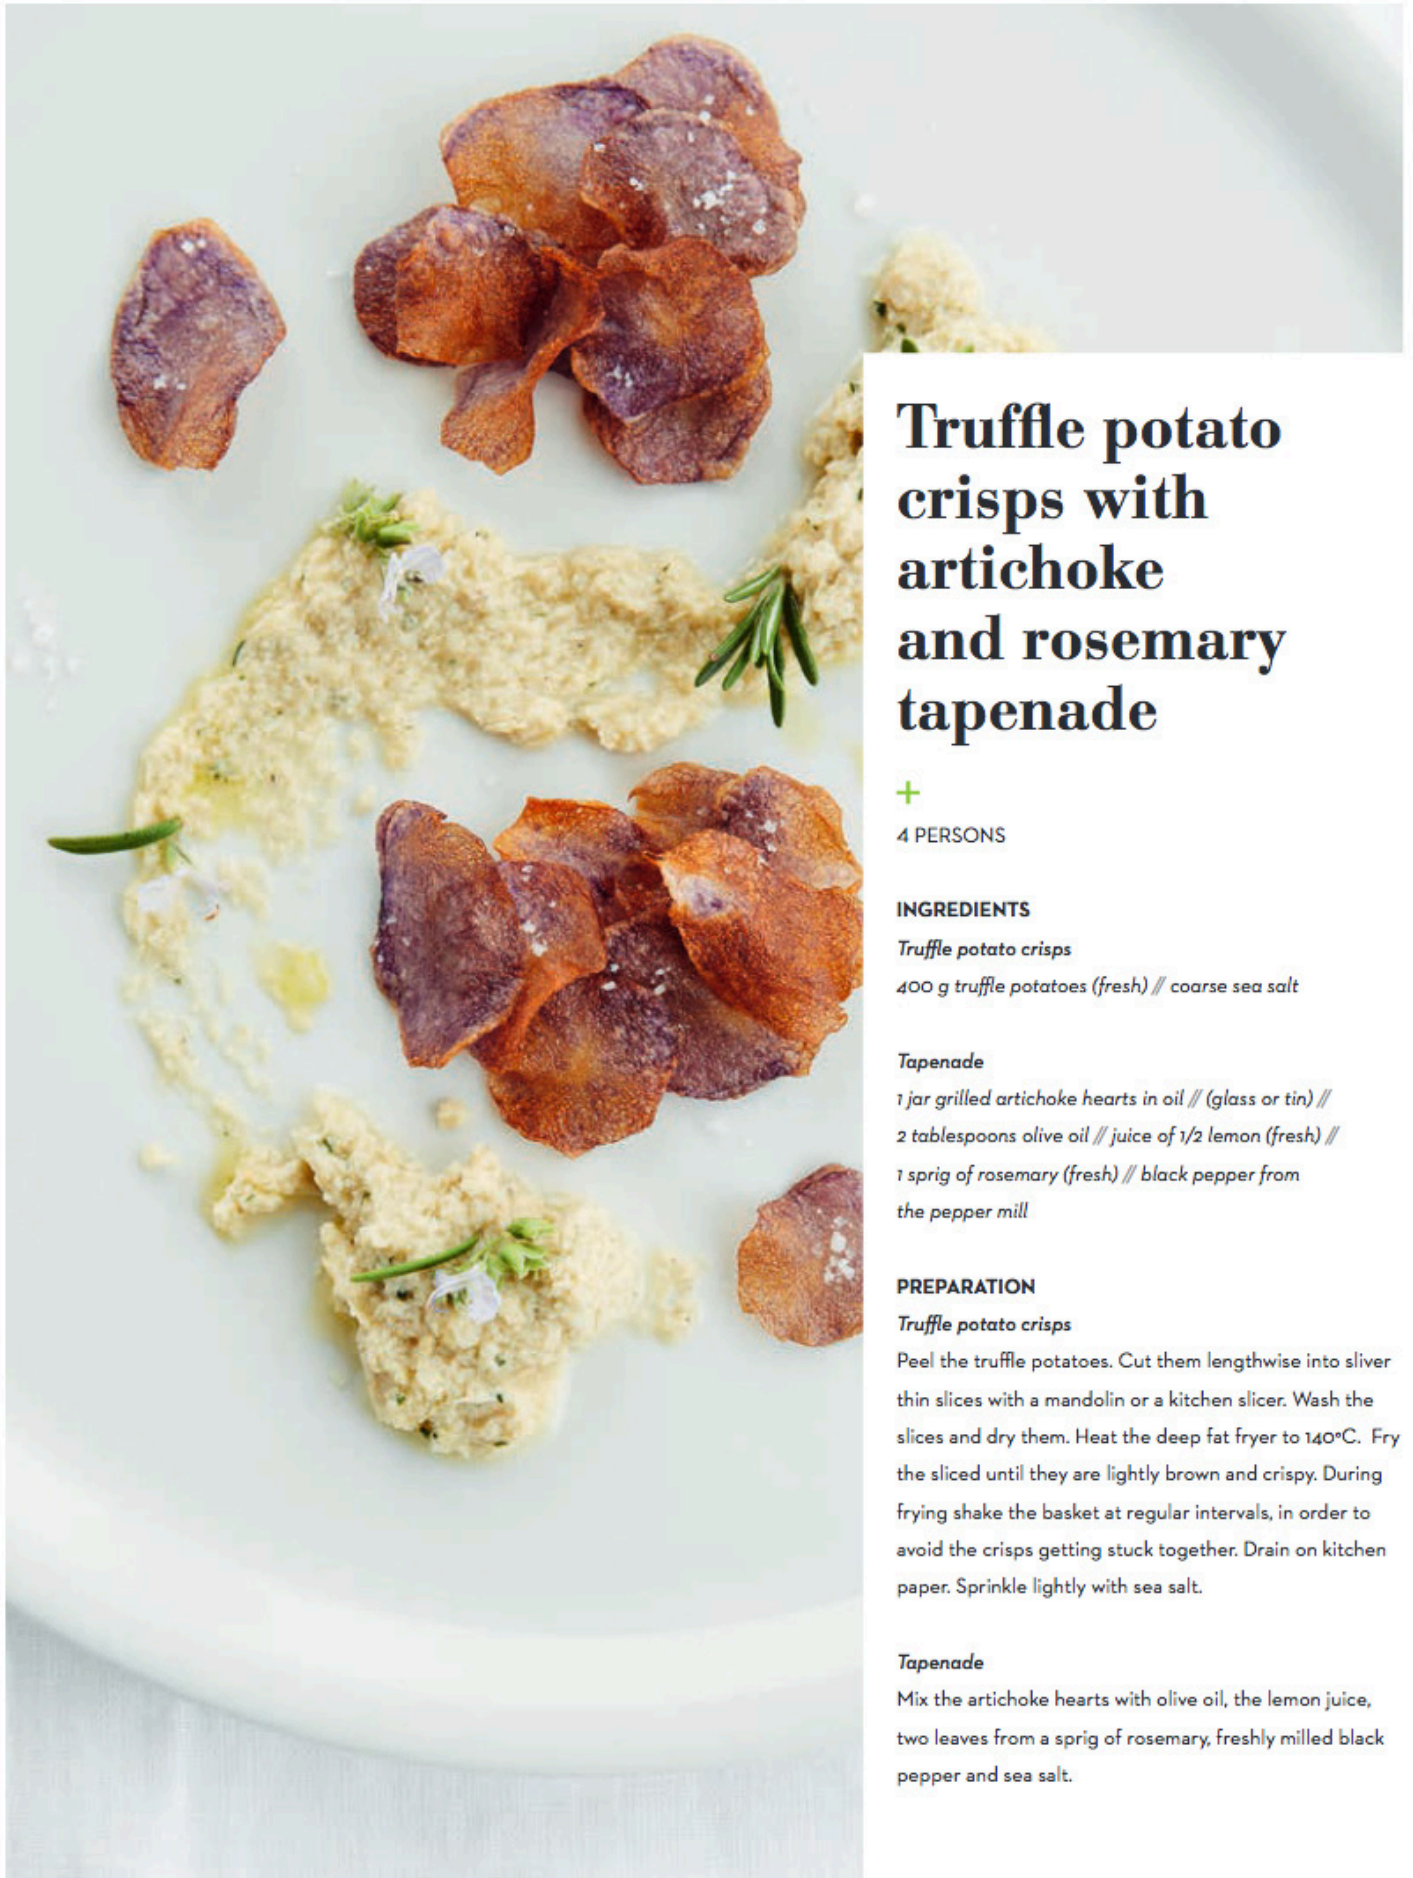 Truffle potato
crisps with
artichoke
and rosemary
tapenade
+
4 PERSONS
INGREDIENTS
Truffle potato crisps
400 g truffle potatoes (fresh) // coarse sea salt
Tapenade
1 jar grilled artichoke hearts in oil // (glass or tin) //
2 tablespoons olive oil // juice of 1/2 lemon (fresh) //
1 sprig of rosemary (fresh) // black pepper from
the pepper mill
PREPARATION
Truffle potato crisps
Peel the truffle potatoes. Cut them lengthwise into sliver
thin slices with a mandolin or a kitchen slicer. Wash the
slices and dry them. Heat the deep fat fryer to 140ºC. Fry
the sliced until they are lightly brown and crispy. During
frying shake the basket at regular intervals, in order to
avoid the crisps getting stuck together. Drain on kitchen
paper. Sprinkle lightly with sea salt.
Tapenade
Mix the artichoke hearts with olive oil, the lemon juice,
two leaves from a sprig of rosemary, freshly milled black
pepper and sea salt.